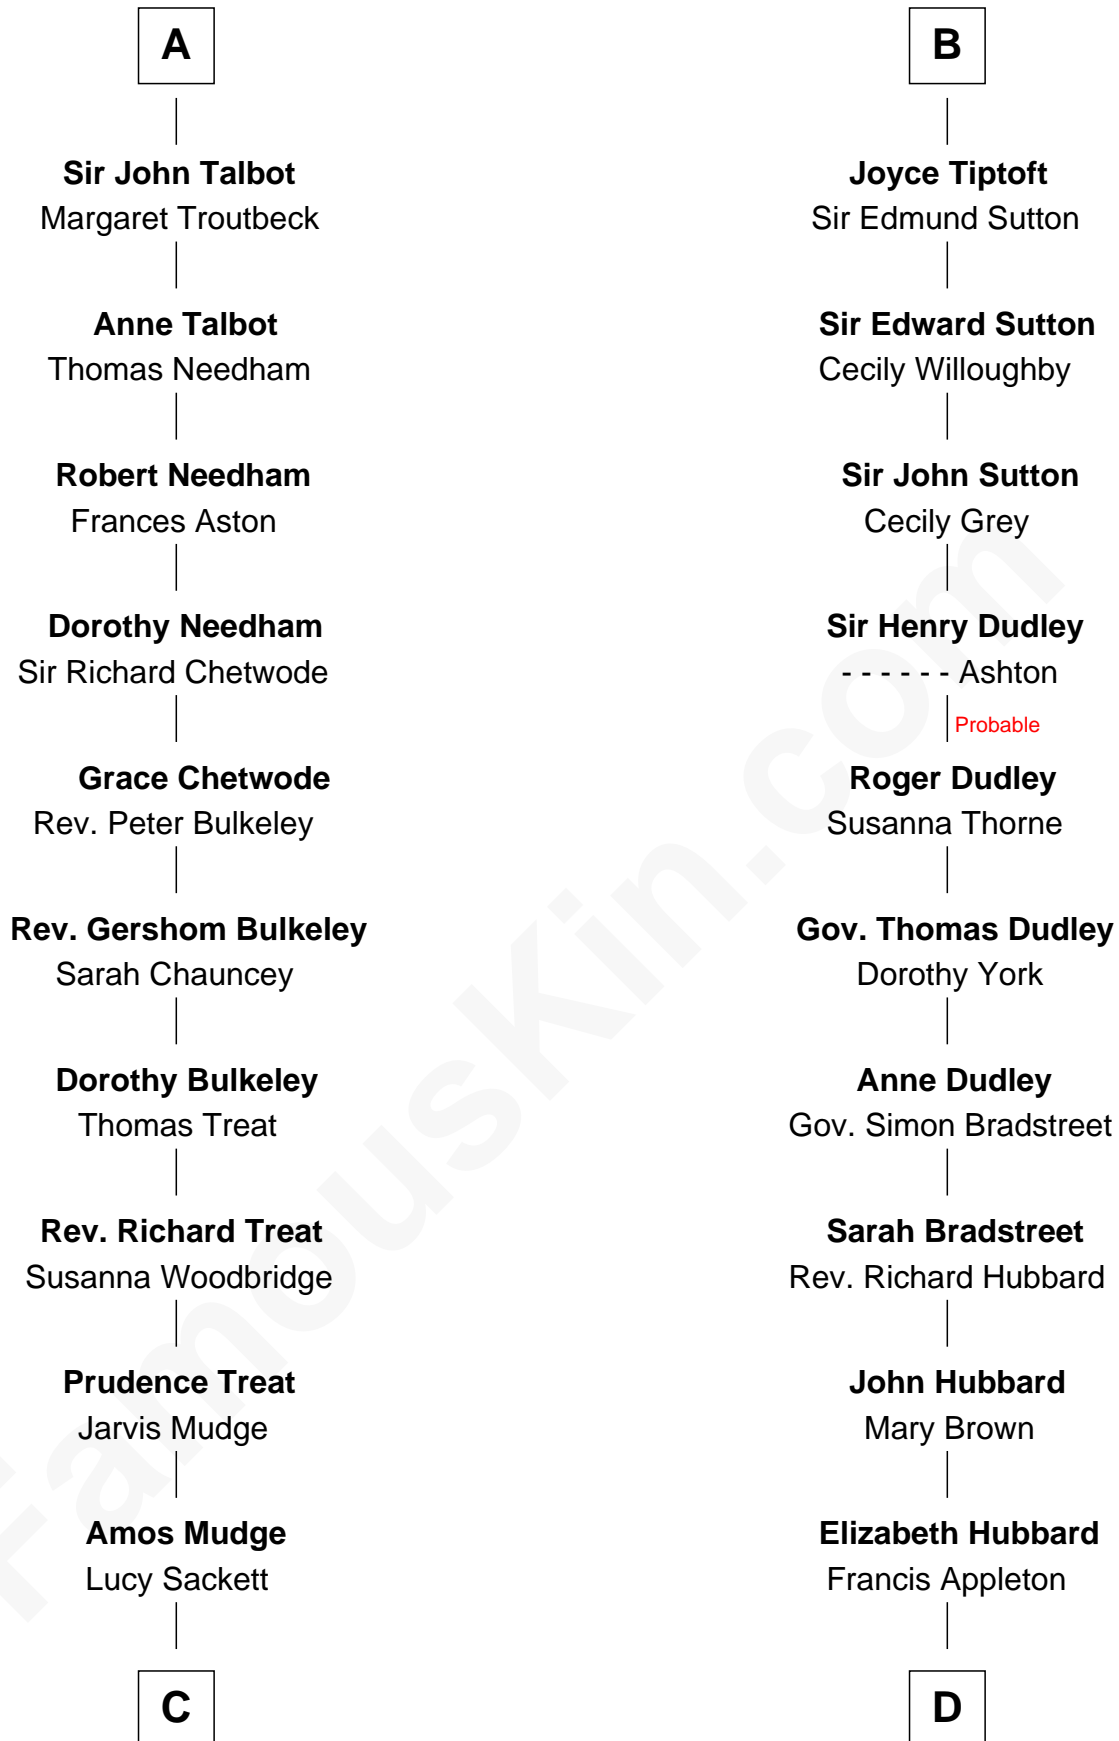 A
Sir John Talbot
Margaret Troutbeck
Anne Talbot
Thomas Needham
Robert Needham
Frances Aston
Dorothy Needham
Sir Richard Chetwode
Grace Chetwode
Rev. Peter Bulkeley
Rev. Gershom Bulkeley
Sarah Chauncey
Dorothy Bulkeley
Thomas Treat
Rev. Richard Treat
Susanna Woodbridge
Prudence Treat
Jarvis Mudge
Amos Mudge
Lucy Sackett
C
B
Joyce Tiptoft
Sir Edmund Sutton
Sir Edward Sutton
Cecily Willoughby
Sir John Sutton
Cecily Grey
Sir Henry Dudley
- - - - - - Ashton
Probable
Roger Dudley
Susanna Thorne
Gov. Thomas Dudley
Dorothy York
Anne Dudley
Gov. Simon Bradstreet
Sarah Bradstreet
Rev. Richard Hubbard
John Hubbard
Mary Brown
Elizabeth Hubbard
Francis Appleton
D
FamousKin.com